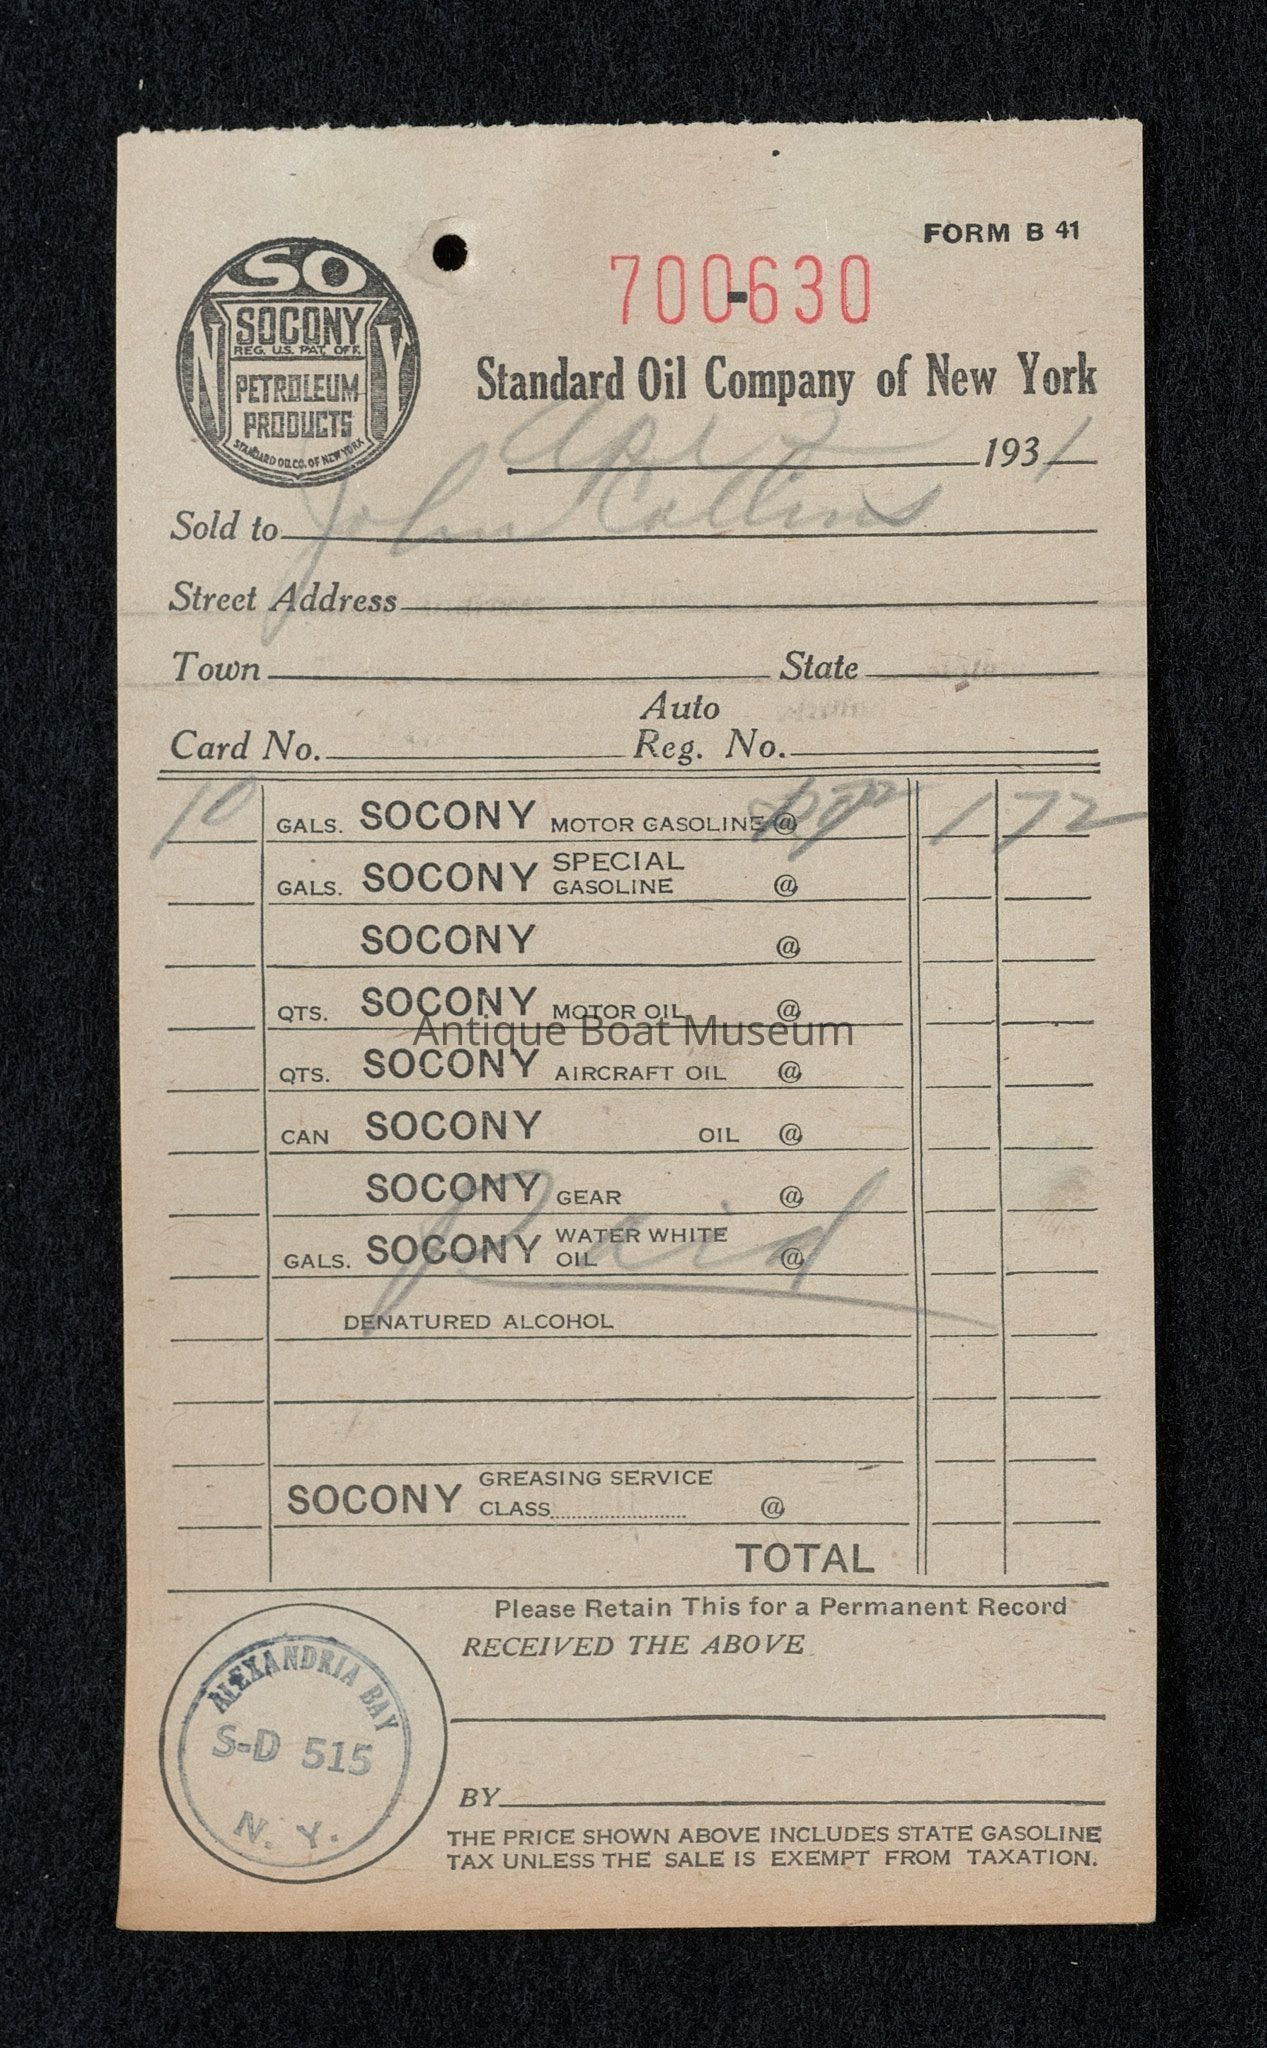 FORM B 41
SO
N Y
SOCONY
REG. U.S. PAT. OFF.
PETROLEUM
PRODUCTS
STANDARD OIL CO. OF NEW YORK
700-630
Standard Oil Company of New York
Apr 2 1931
Sold to John Collins
Street Address
Town State
Auto
Card No. Reg. No.
10 GALS. SOCONY MOTOR GASOLINE @ 1 72
SPECIAL
GALS. SOCONY GASOLINE @
SOCONY @
QTS. SOCONY MOTOR OIL @
Antique Boat Museum
QTS. SOCONY AIRCRAFT OIL @
CAN SOCONY OIL @
SOCONY GEAR @
Paid
WATER WHITE
GALS. SOCONY OIL @
DENATURED ALCOHOL
GREASING SERVICE
SOCONY CLASS @
TOTAL
Please Retain This for a Permanent Record
RECEIVED THE ABOVE
ALEXANDRIA BAY
S-D 515
N. Y.
BY
THE PRICE SHOWN ABOVE INCLUDES STATE GASOLINE
TAX UNLESS THE SALE IS EXEMPT FROM TAXATION.